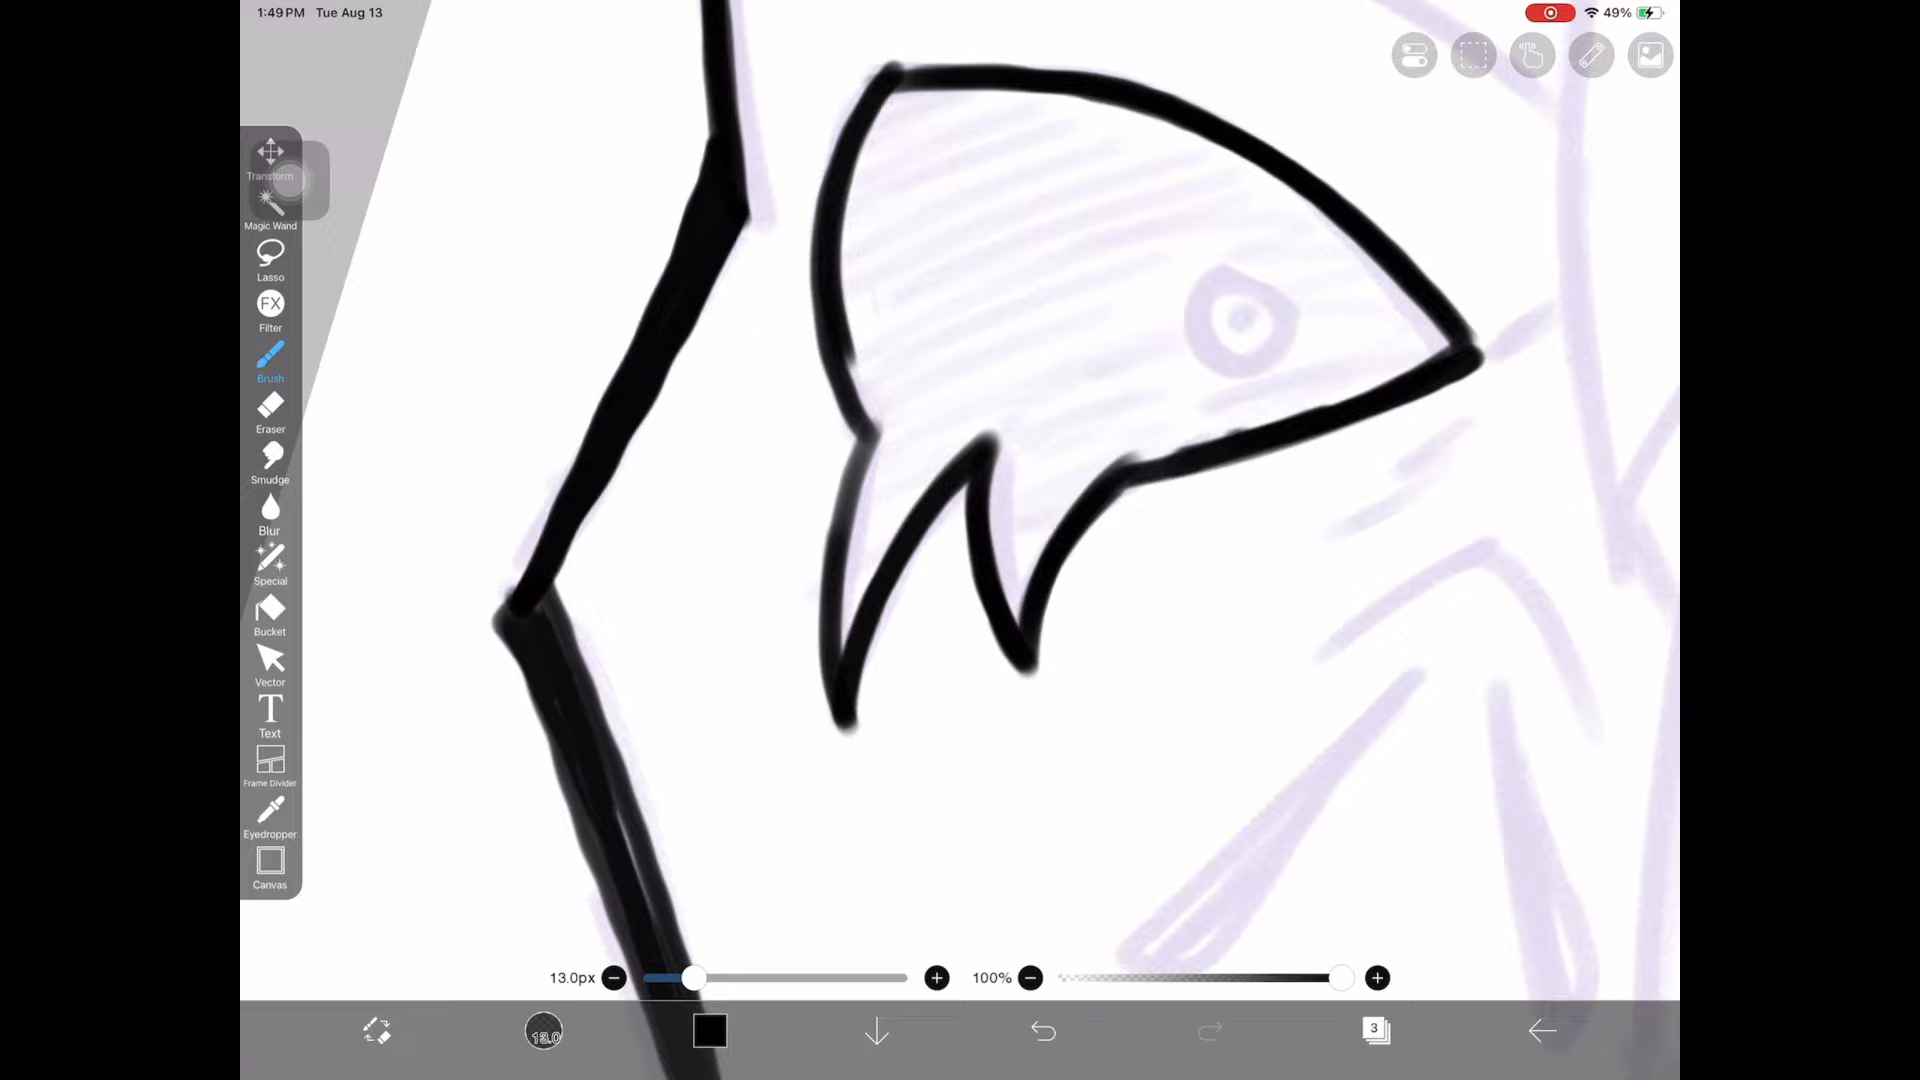 1:49 PM Tue Aug 13
49%
Transform
Magic Wand
Lasso
FX
Filter
Brush
Eraser
Smudge
Blur
Special
Bucket
Vector
T
Text
Frame Divider
Eyedropper
Canvas
13.0px
100%
13.0
3